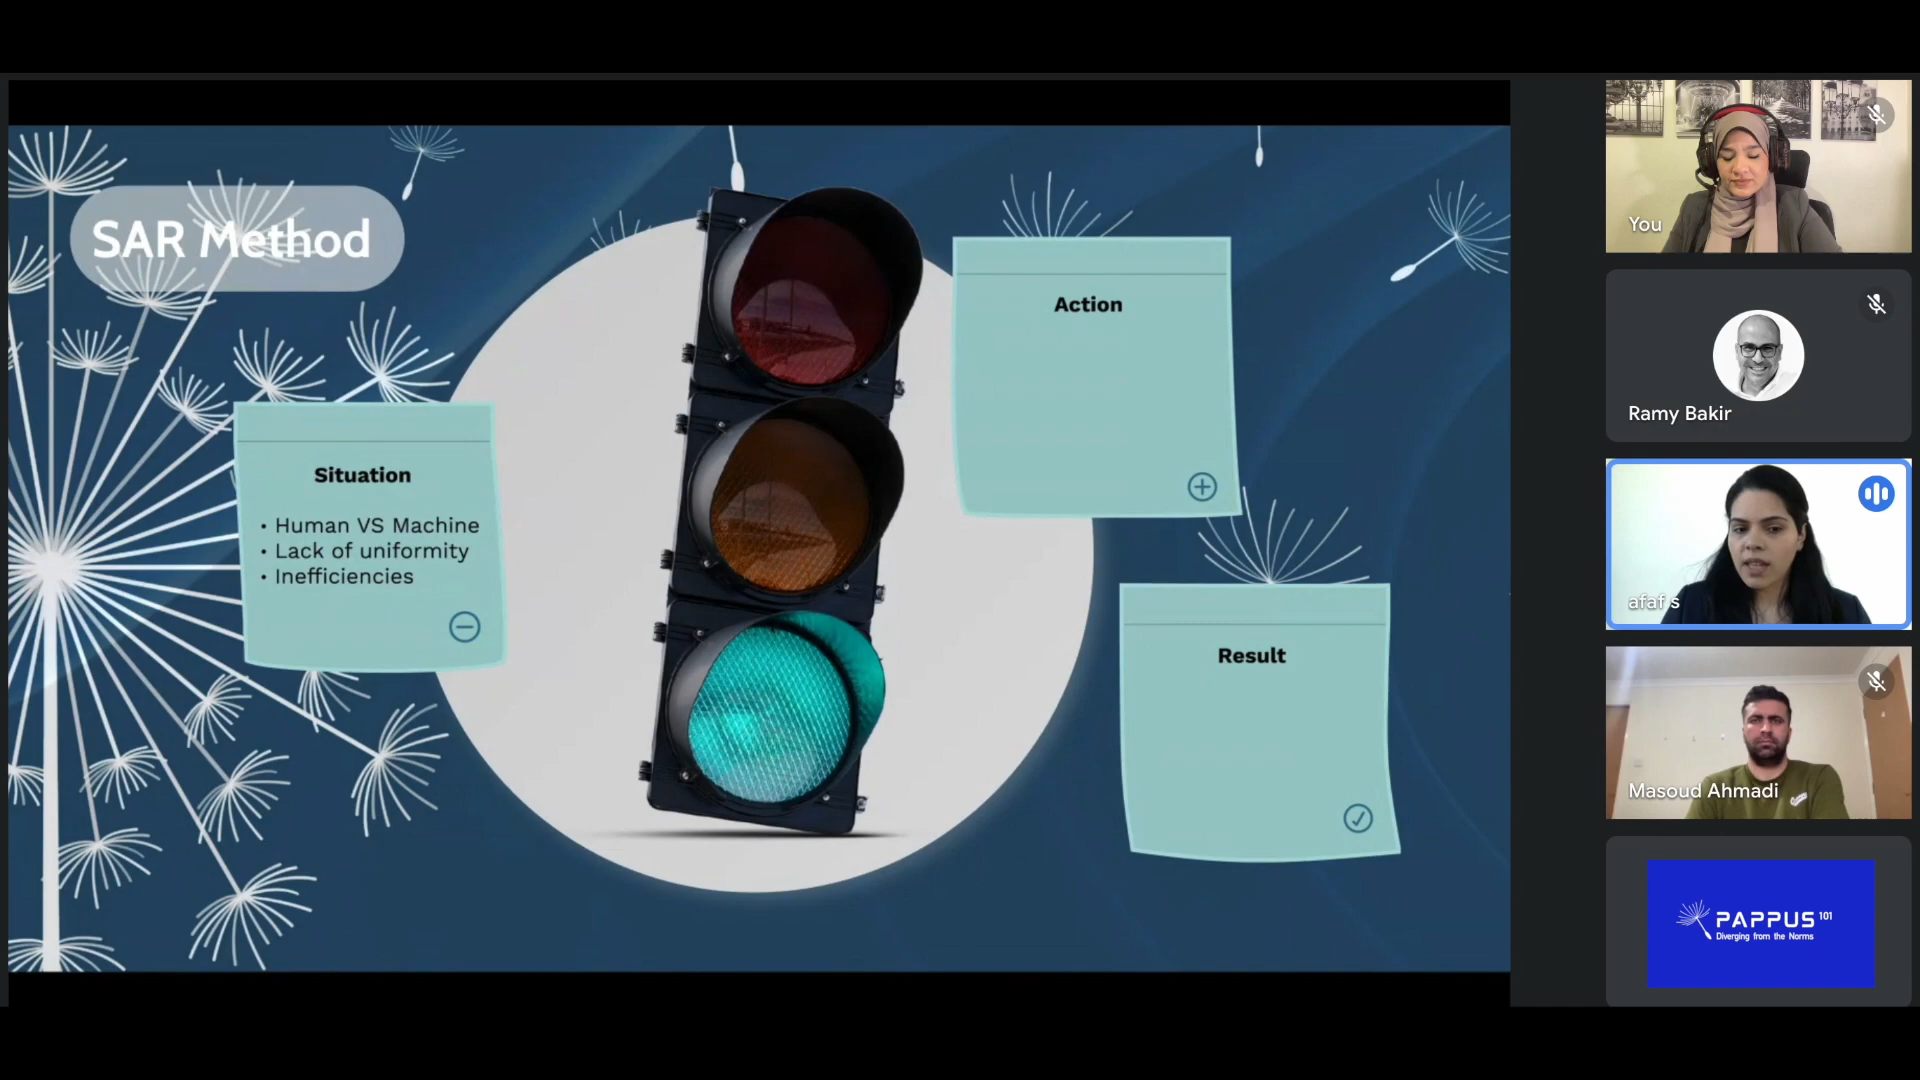 SAR Method
Situation
• Human VS Machine
• Lack of uniformity
• Inefficiencies
Action
Result
You
Ramy Bakir
afaf s
Masoud Ahmadi
PAPPUS 101
Diverging from the Norms